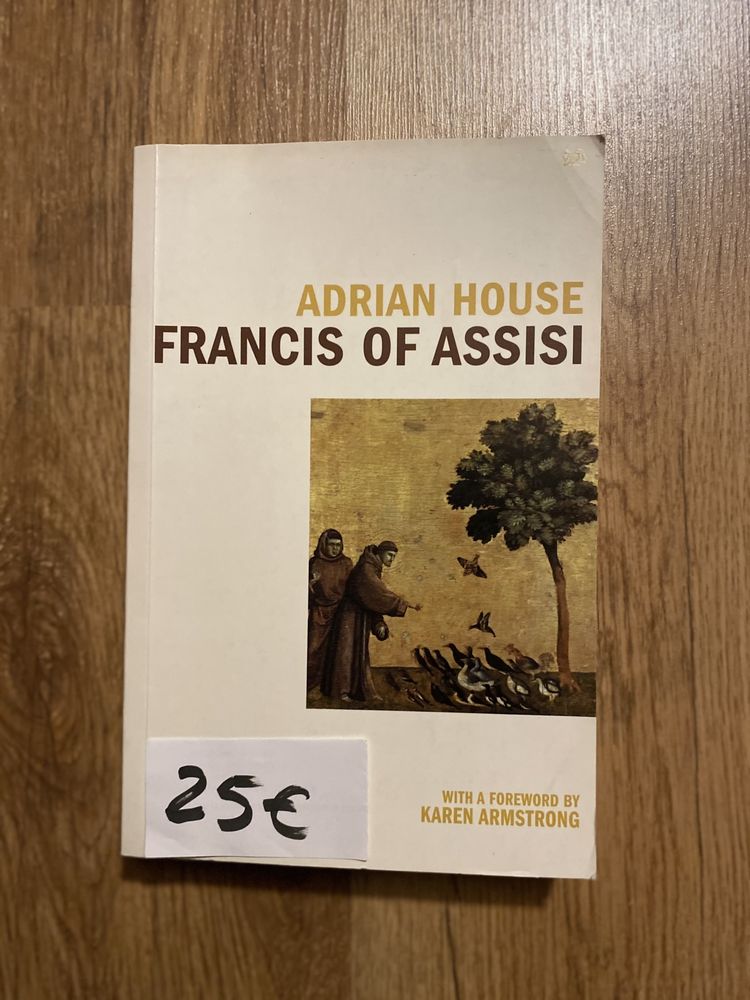 ADRIAN HOUSE
FRANCIS OF ASSISI
25€
WITH A FOREWORD BY
KAREN ARMSTRONG